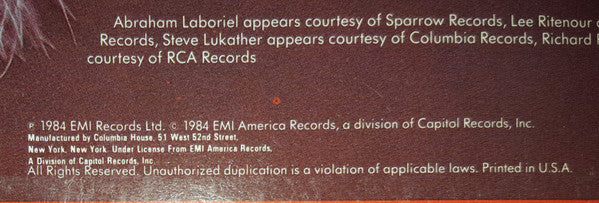 Abraham Laboriel appears courtesy of Sparrow Records, Lee Ritenour
Records, Steve Lukather appears courtesy of Columbia Records, Richard
courtesy of RCA Records
℗ 1984 EMI Records Ltd. © 1984 EMI America Records, a division of Capitol Records, Inc.
Manufactured by Columbia House, 51 West 52nd Street,
New York, New York, Under License From EMI America Records,
A Division of Capitol Records, Inc.
All Rights Reserved. Unauthorized duplication is a violation of applicable laws. Printed in U.S.A.